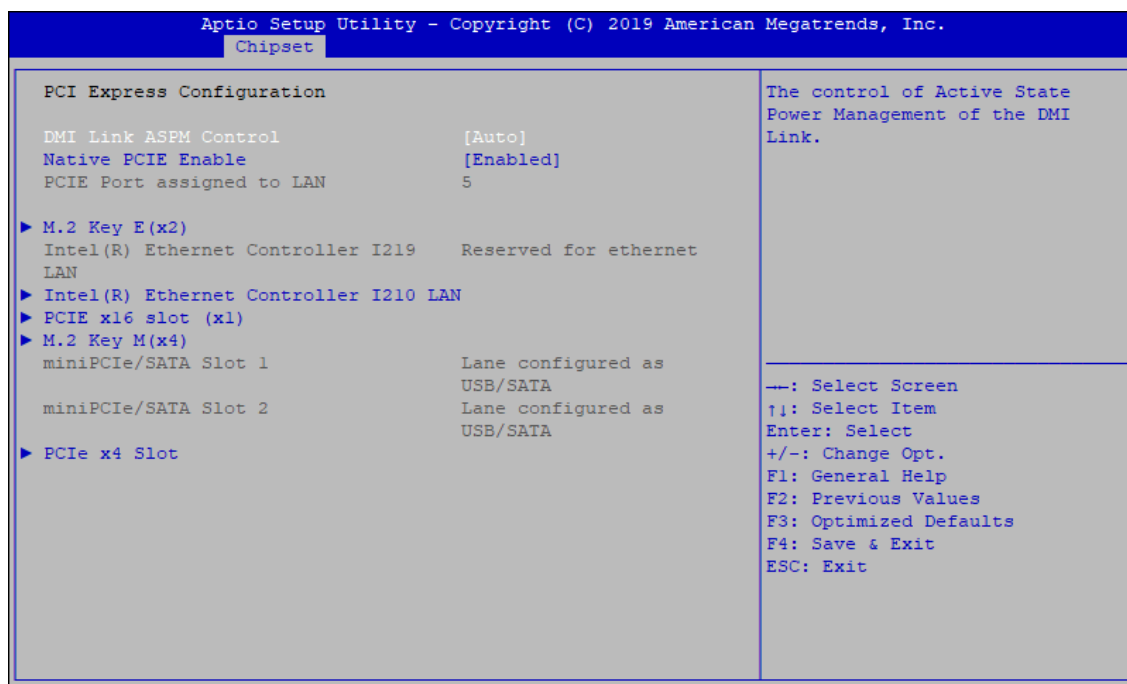 Aptio Setup Utility - Copyright (C) 2019 American Megatrends, Inc.
Chipset
PCI Express Configuration
DMI Link ASPM Control [Auto]
Native PCIE Enable [Enabled]
PCIE Port assigned to LAN 5
▶ M.2 Key E(x2)
Intel(R) Ethernet Controller I219 Reserved for ethernet
LAN
▶ Intel(R) Ethernet Controller I210 LAN
▶ PCIE x16 slot (x1)
▶ M.2 Key M(x4)
miniPCIe/SATA Slot 1 Lane configured as
USB/SATA
miniPCIe/SATA Slot 2 Lane configured as
USB/SATA
▶ PCIe x4 Slot
The control of Active State
Power Management of the DMI
Link.
→←: Select Screen
↑↓: Select Item
Enter: Select
+/-: Change Opt.
F1: General Help
F2: Previous Values
F3: Optimized Defaults
F4: Save & Exit
ESC: Exit